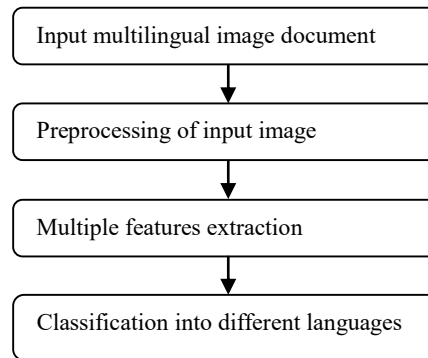 Input multilingual image document
Preprocessing of input image
Multiple features extraction
Classification into different languages